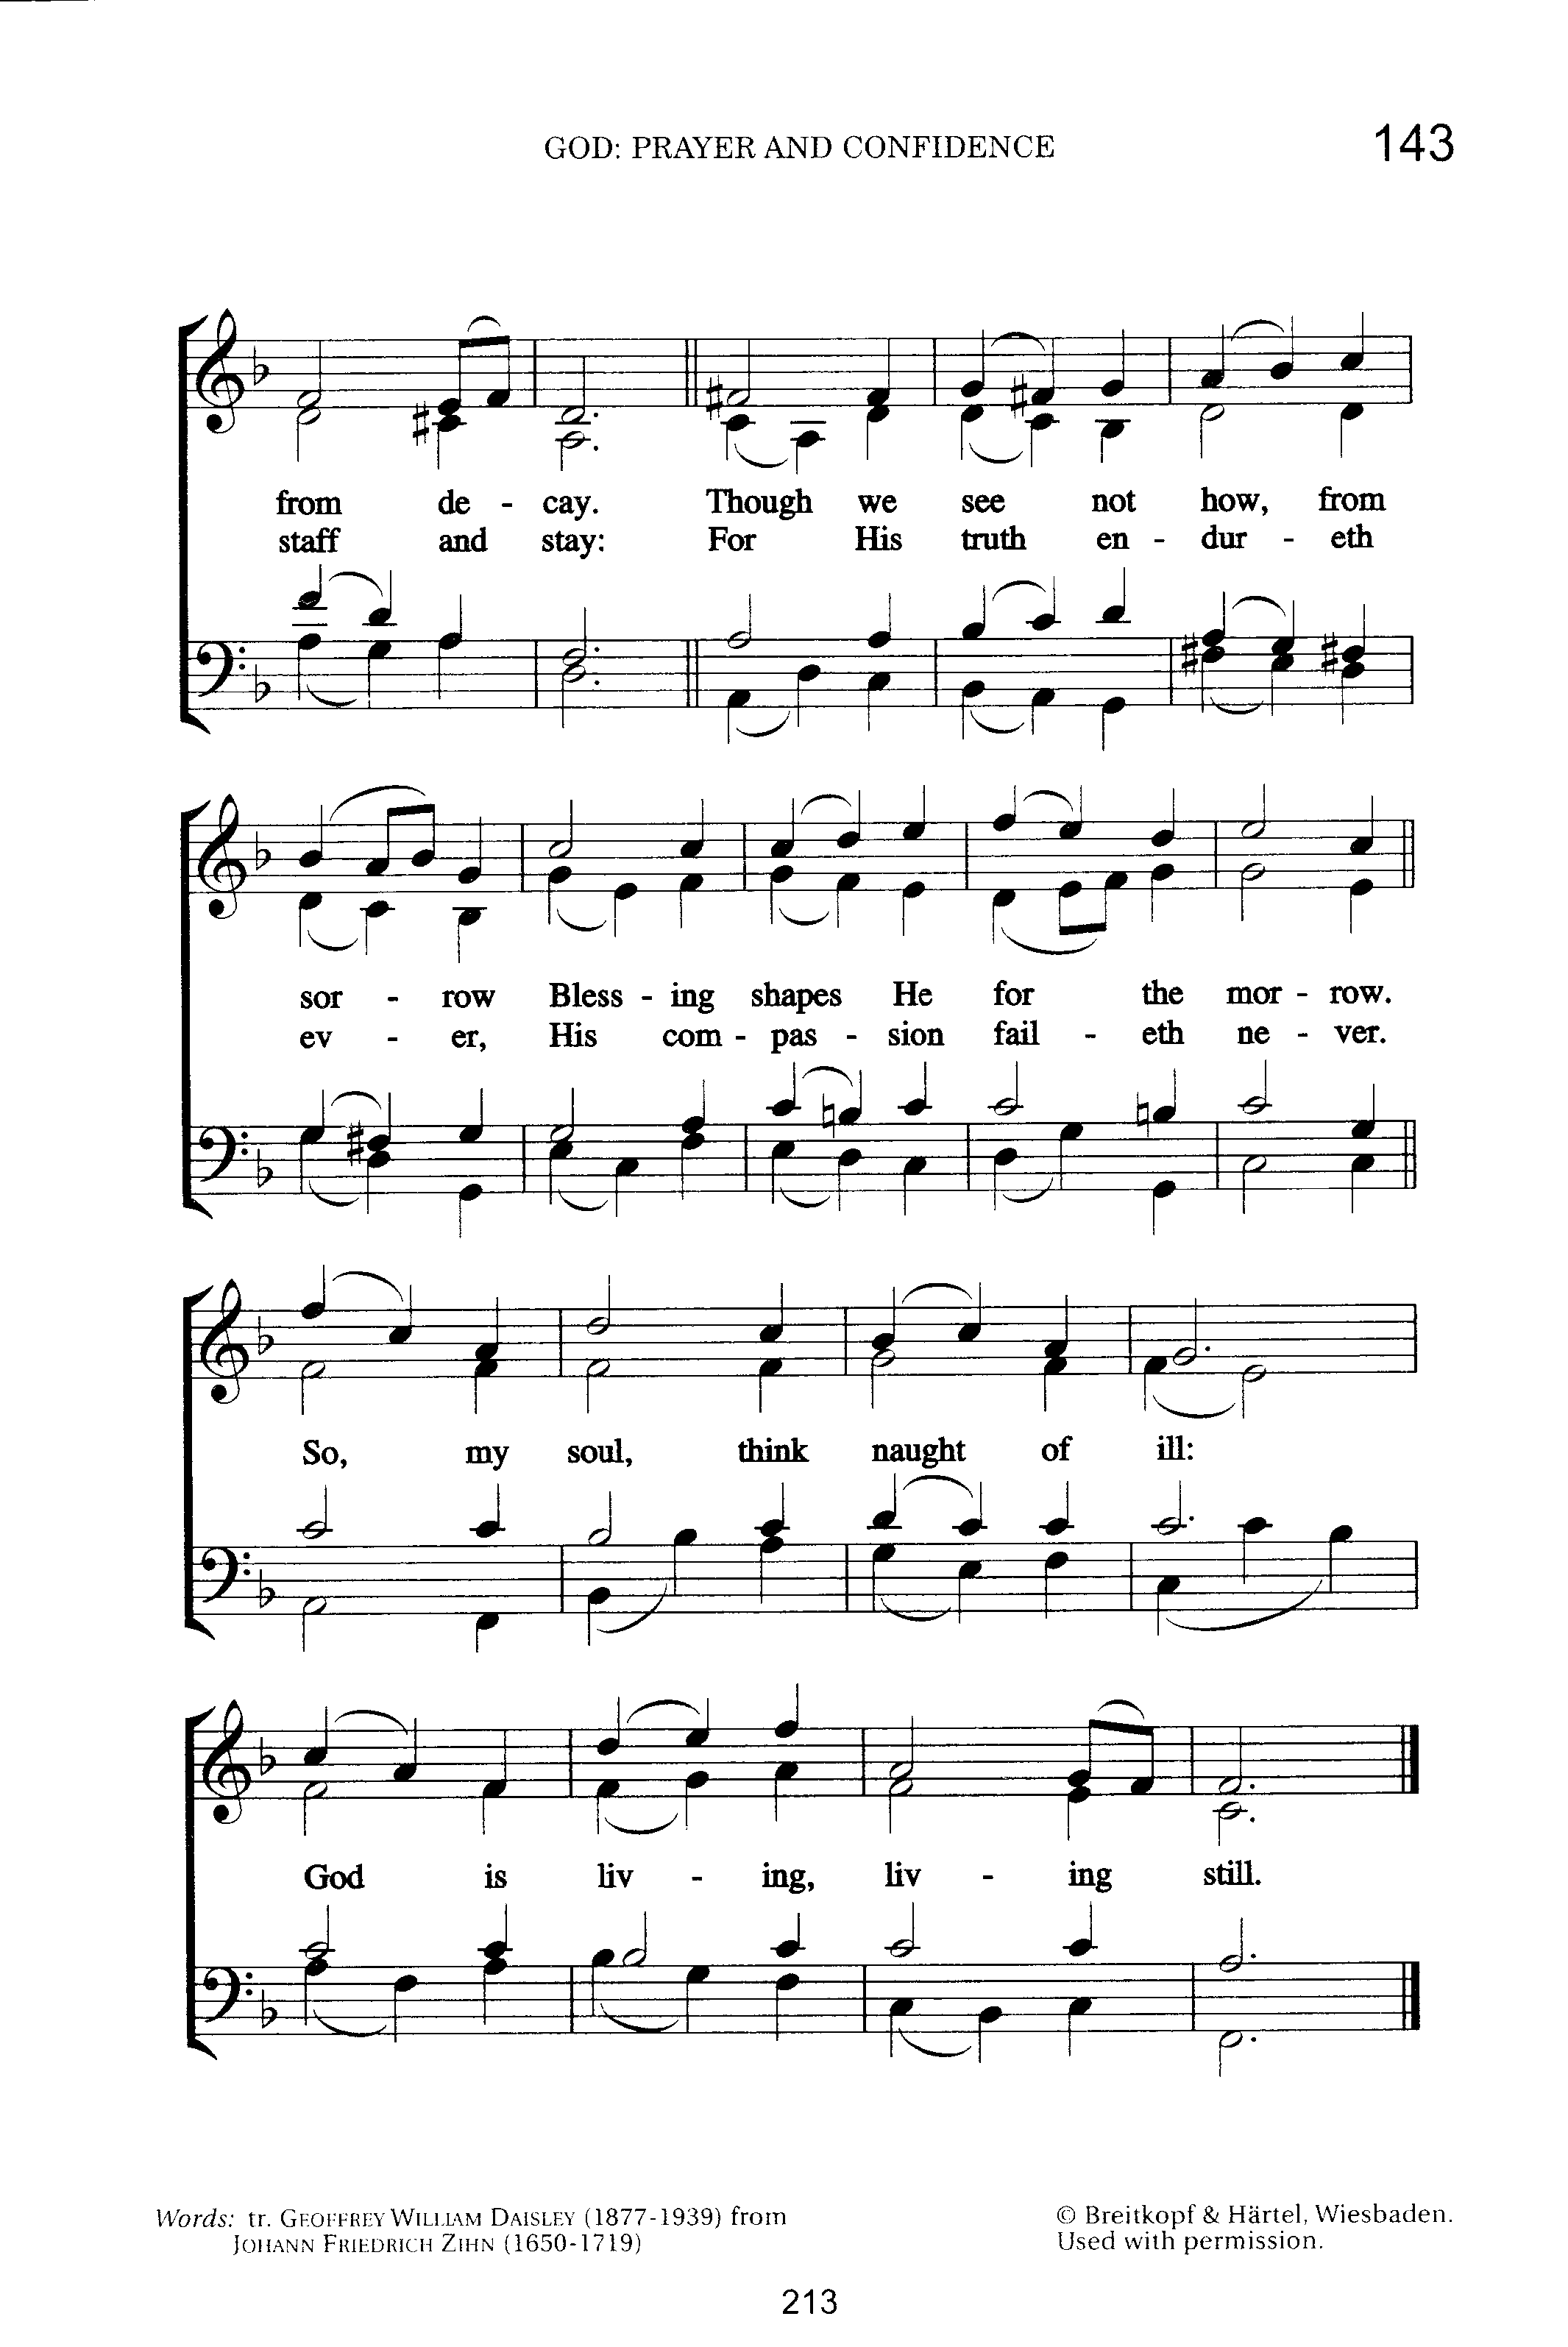 GOD: PRAYER AND CONFIDENCE 143
from de - cay. Though we see not how, from
staff and stay: For His truth en - dur - eth
sor - row Bless - ing shapes He for the mor - row.
ev - er, His com - pas - sion fail - eth ne - ver.
So, my soul, think naught of ill:
God is liv - ing, liv - ing still.
Words: tr. GEOFFREY WILLIAM DAISLEY (1877-1939) from
JOHANN FRIEDRICH ZIHN (1650-1719)
© Breitkopf & Härtel, Wiesbaden.
Used with permission.
213